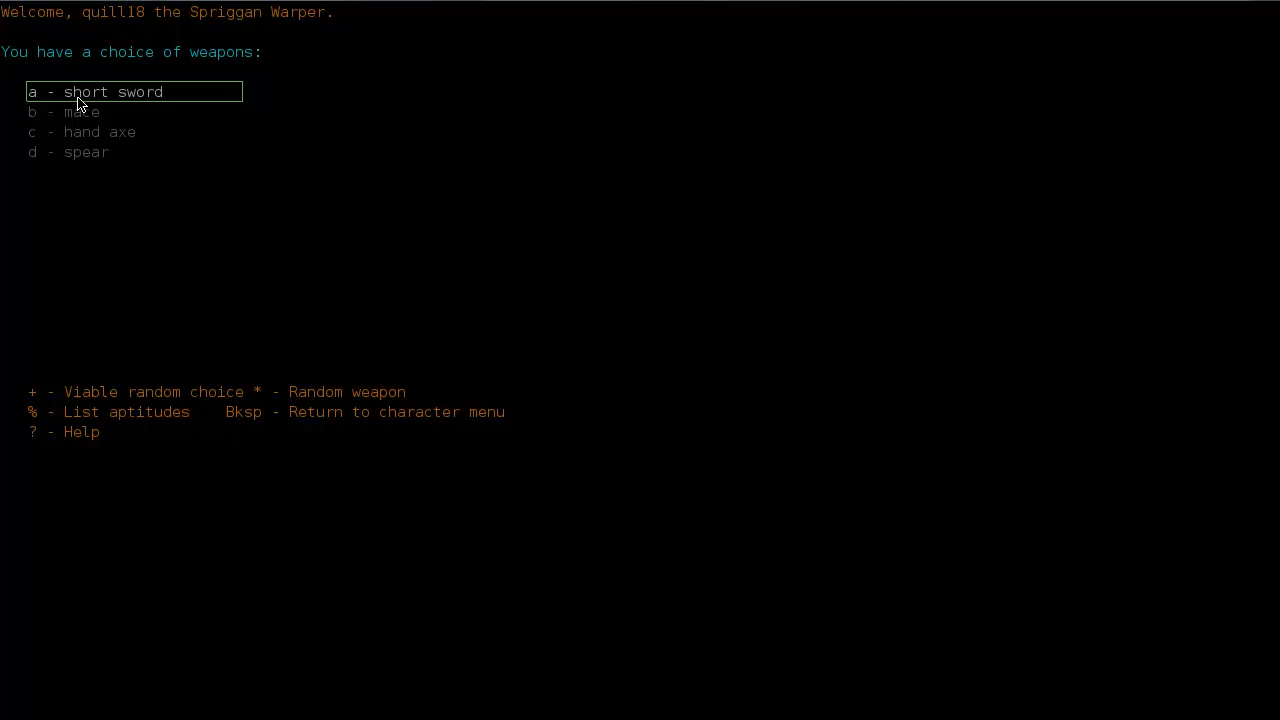 Welcome, quill18 the Spriggan Warper.
You have a choice of weapons:
a - short sword
b - mace
c - hand axe
d - spear
+ - Viable random choice * - Random weapon
% - List aptitudes    Bksp - Return to character menu
? - Help